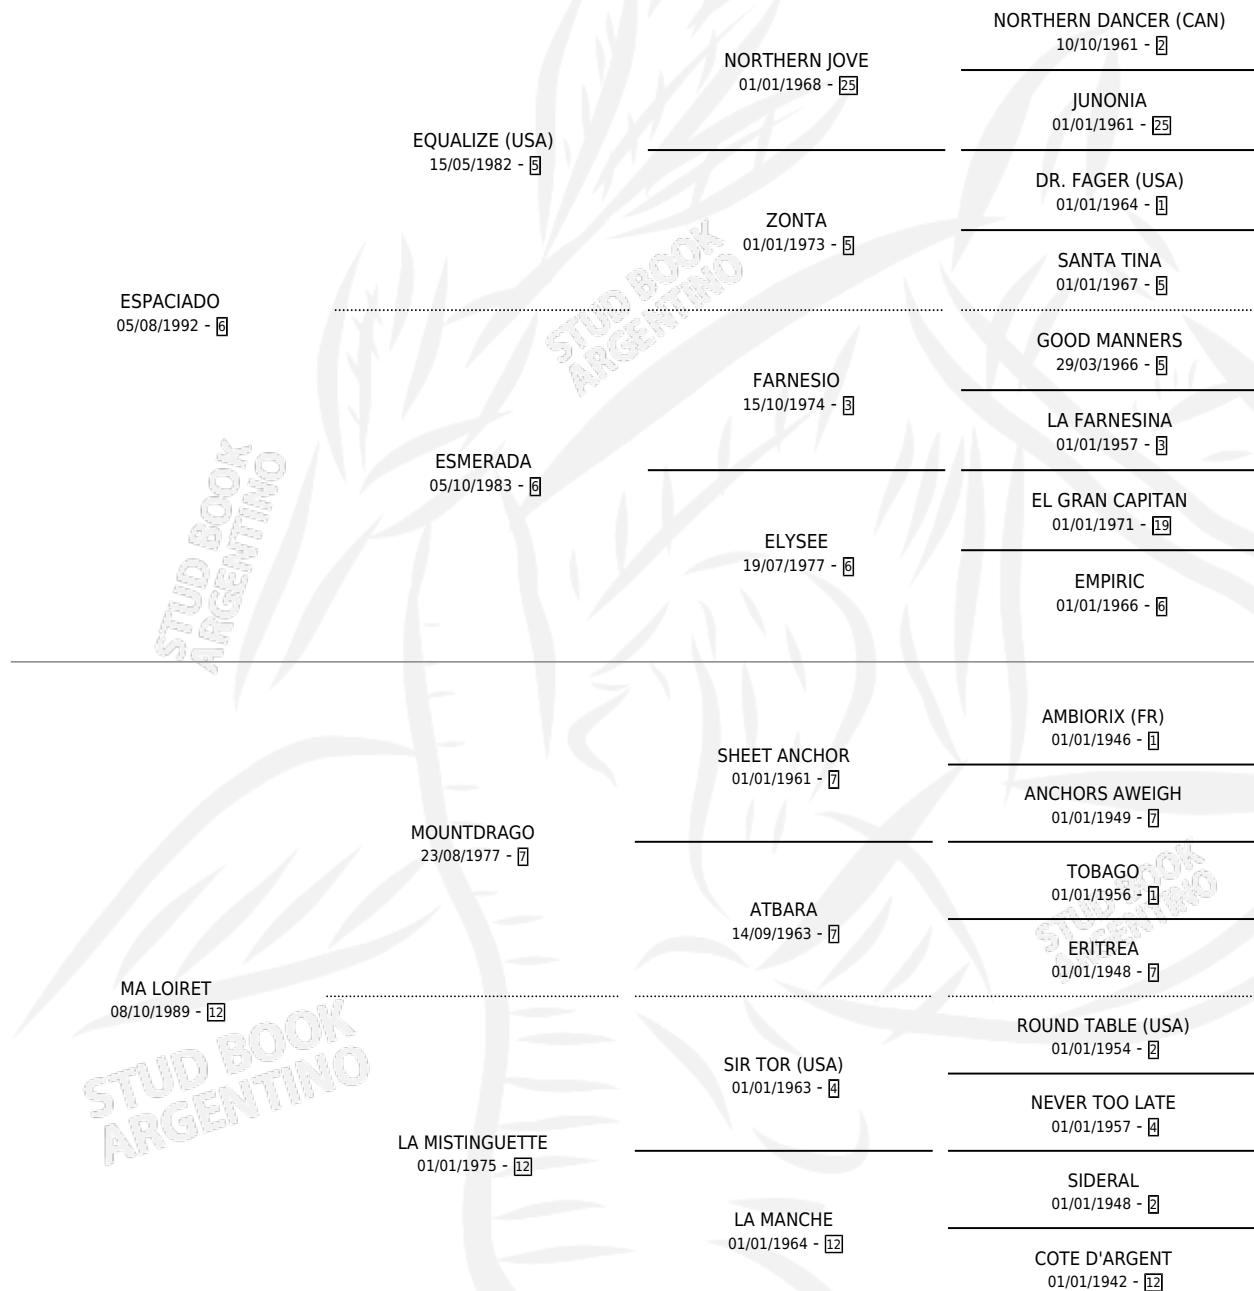 NORTHERN DANCER (CAN)
10/10/1961 - 2
NORTHERN JOVE
01/01/1968 - 25
JUNONIA
01/01/1961 - 25
EQUALIZE (USA)
15/05/1982 - 5
DR. FAGER (USA)
01/01/1964 - 1
ZONTA
01/01/1973 - 5
SANTA TINA
01/01/1967 - 5
ESPACIADO
05/08/1992 - 6
STUD BOOK
ARGENTINO
GOOD MANNERS
29/03/1966 - 5
FARNESIO
15/10/1974 - 3
LA FARNESINA
01/01/1957 - 3
ESMERADA
05/10/1983 - 6
EL GRAN CAPITAN
01/01/1971 - 19
ELYSEE
19/07/1977 - 6
EMPIRIC
01/01/1966 - 6
STUD BOOK
ARGENTINO
AMBIORIX (FR)
01/01/1946 - 1
SHEET ANCHOR
01/01/1961 - 7
ANCHORS AWEIGH
01/01/1949 - 7
MOUNTDRAGO
23/08/1977 - 7
TOBAGO
01/01/1956 - 1
STUD BOOK
ARGENTINO
ATBARA
14/09/1963 - 7
ERITREA
01/01/1948 - 7
MA LOIRET
08/10/1989 - 12
STUD BOOK
ARGENTINO
ROUND TABLE (USA)
01/01/1954 - 2
SIR TOR (USA)
01/01/1963 - 4
NEVER TOO LATE
01/01/1957 - 4
LA MISTINGUETTE
01/01/1975 - 12
SIDERAL
01/01/1948 - 2
LA MANCHE
01/01/1964 - 12
COTE D'ARGENT
01/01/1942 - 12